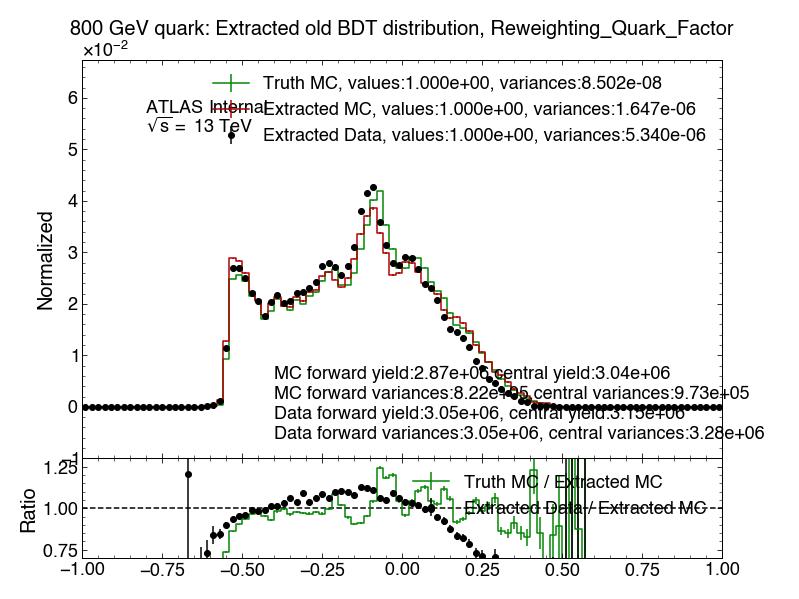 800 GeV quark: Extracted old BDT distribution, Reweighting_Quark_Factor
×10−2
Truth MC, values:1.000e+00, variances:8.502e-08
ATLAS Internal
Extracted MC, values:1.000e+00, variances:1.647e-06
√s = 13 TeV
Extracted Data, values:1.000e+00, variances:5.340e-06
6
5
4
3
2
1
0
−1
Normalized
MC forward yield:2.87e+06, central yield:3.04e+06
MC forward variances:8.22e+05, central variances:9.73e+05
Data forward yield:3.05e+06, central yield:3.15e+06
Data forward variances:3.05e+06, central variances:3.28e+06
1.25
1.00
0.75
Ratio
Truth MC / Extracted MC
Extracted Data / Extracted MC
−1.00 −0.75 −0.50 −0.25 0.00 0.25 0.50 0.75 1.00